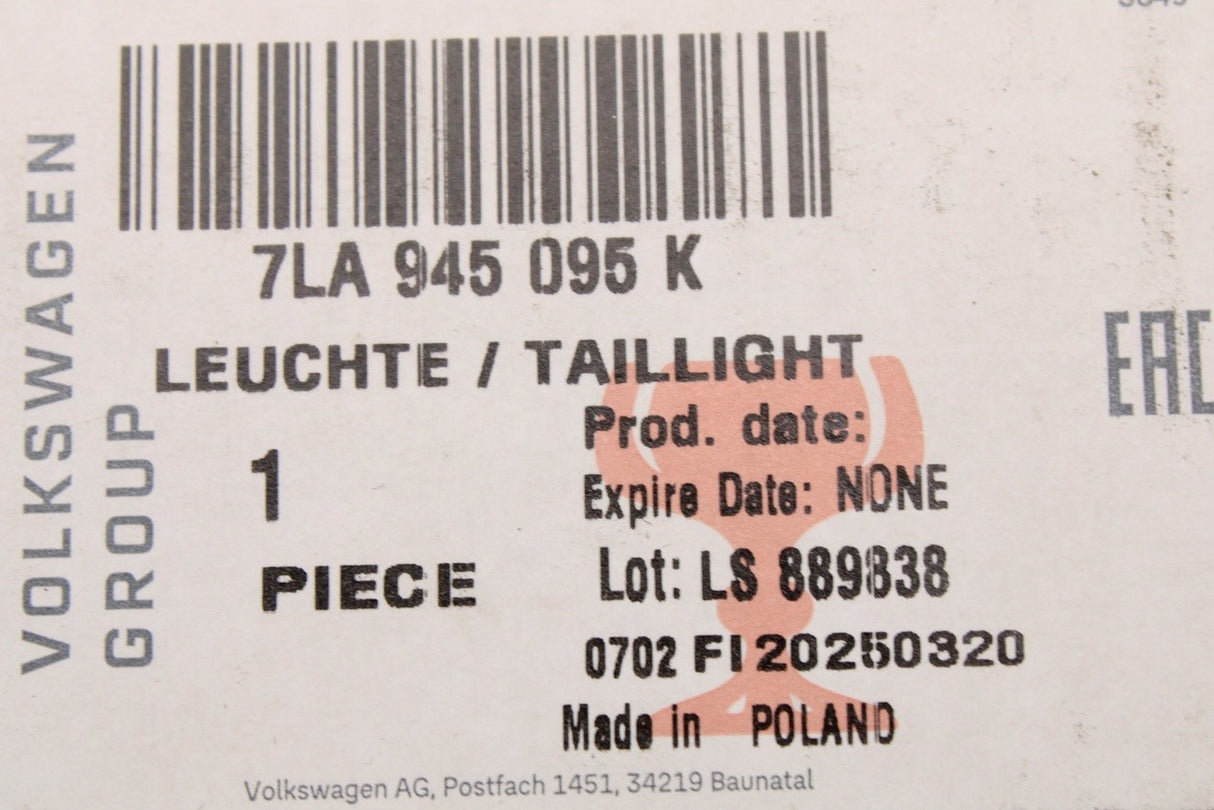 VOLKSWAGEN
GROUP
7LA 945 095 K
LEUCHTE / TAILLIGHT
1
PIECE
Prod. date:
Expire Date: NONE
Lot: LS 889838
0702 FI 20250320
Made in POLAND
Volkswagen AG, Postfach 1451, 34219 Baunatal
EAC